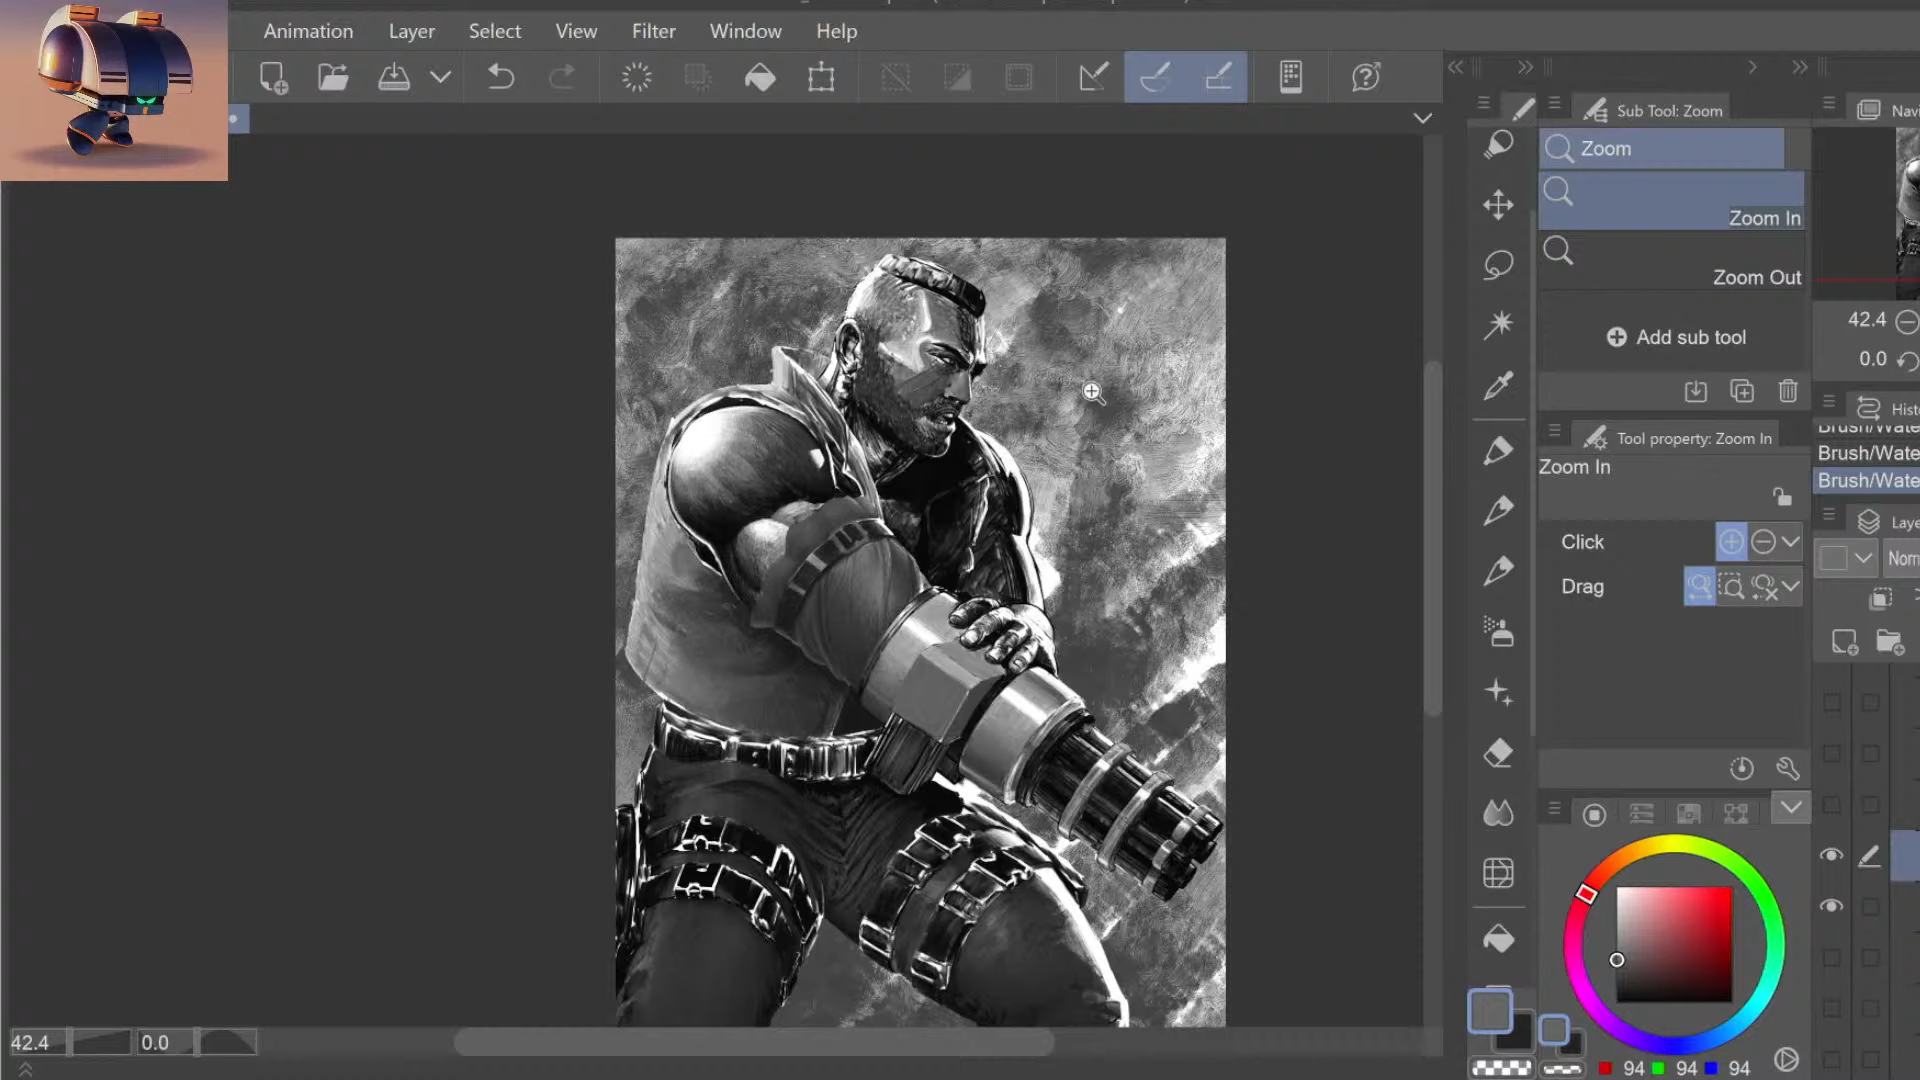 Animation Layer Select View Filter Window Help
Sub Tool: Zoom
Navi
Zoom
Zoom In
Zoom Out
42.4
0.0
Add sub tool
Hist
Tool property: Zoom In
Brush/Wate
Brush/Wate
Brush/Wate
Zoom In
Laye
Click
Norn
Drag
42.4 0.0
94 94 94